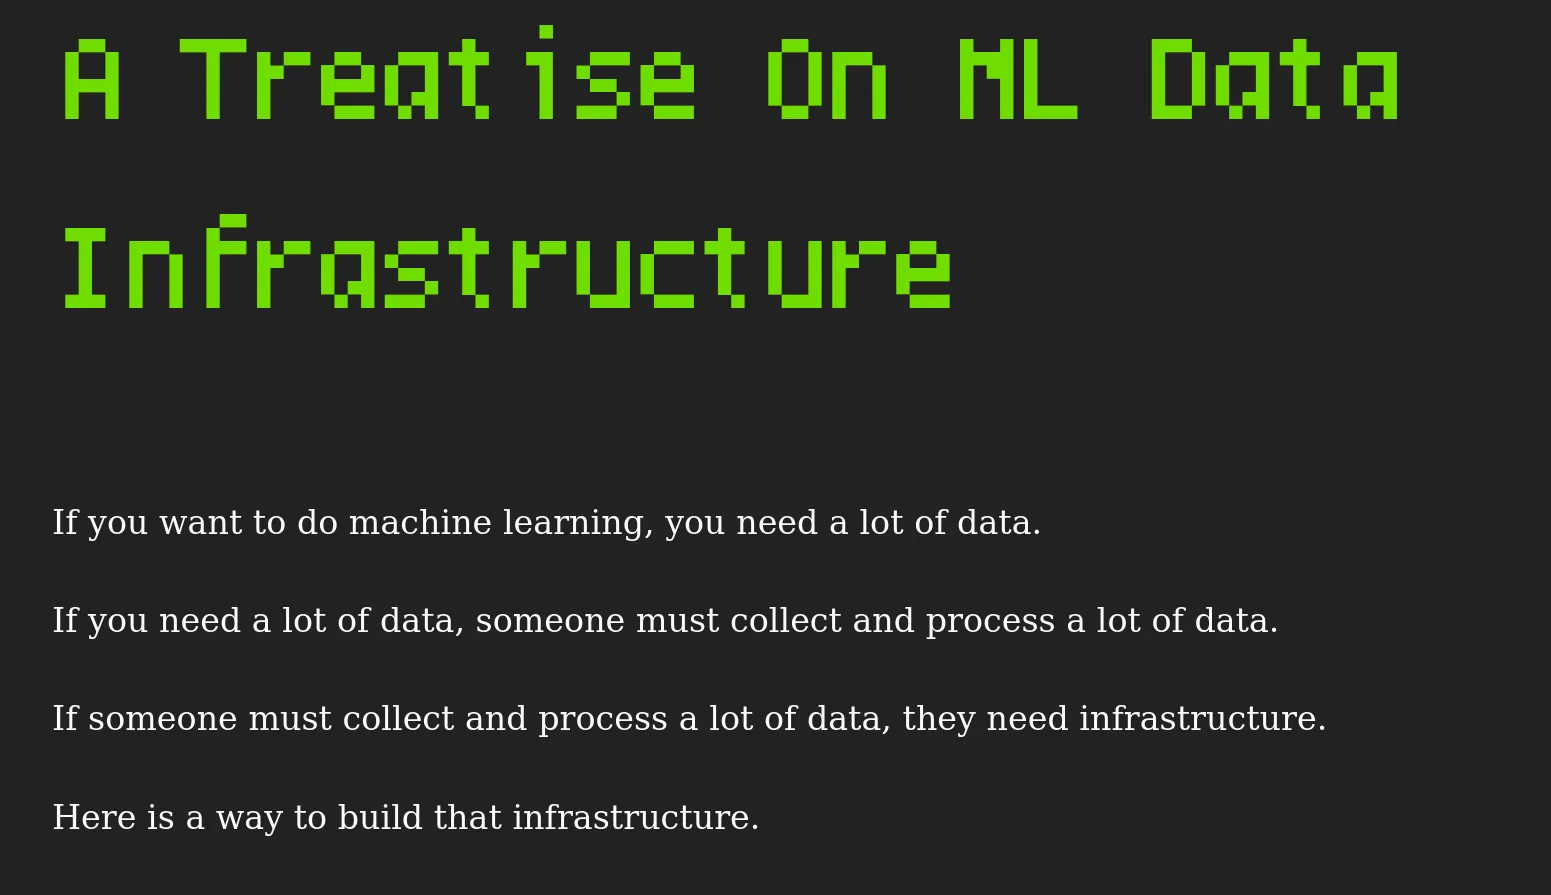 A Treatise On ML Data
Infrastructure
If you want to do machine learning, you need a lot of data.
If you need a lot of data, someone must collect and process a lot of data.
If someone must collect and process a lot of data, they need infrastructure.
Here is a way to build that infrastructure.